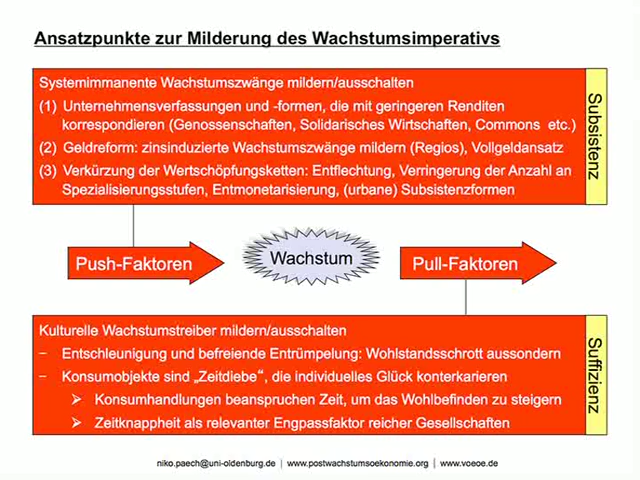 Ansatzpunkte zur Milderung des Wachstumsimperativs
Systemimmanente Wachstumszwänge mildern/ausschalten
(1) Unternehmensverfassungen und -formen, die mit geringeren Renditen
korrespondieren (Genossenschaften, Solidarisches Wirtschaften, Commons etc.)
(2) Geldreform: zinsinduzierte Wachstumszwänge mildern (Regios), Vollgeldansatz
(3) Verkürzung der Wertschöpfungsketten: Entflechtung, Verringerung der Anzahl an
Spezialisierungsstufen, Entmonetarisierung, (urbane) Subsistenzformen
Subsistenz
Push-Faktoren
Wachstum
Pull-Faktoren
Kulturelle Wachstumstreiber mildern/ausschalten
− Entschleunigung und befreiende Entrümpelung: Wohlstandsschrott aussondern
− Konsumobjekte sind „Zeitdiebe“, die individuelles Glück konterkarieren
➢ Konsumhandlungen beanspruchen Zeit, um das Wohlbefinden zu steigern
➢ Zeitknappheit als relevanter Engpassfaktor reicher Gesellschaften
Suffizienz
niko.paech@uni-oldenburg.de | www.postwachstumsoekonomie.org | www.voeoe.de